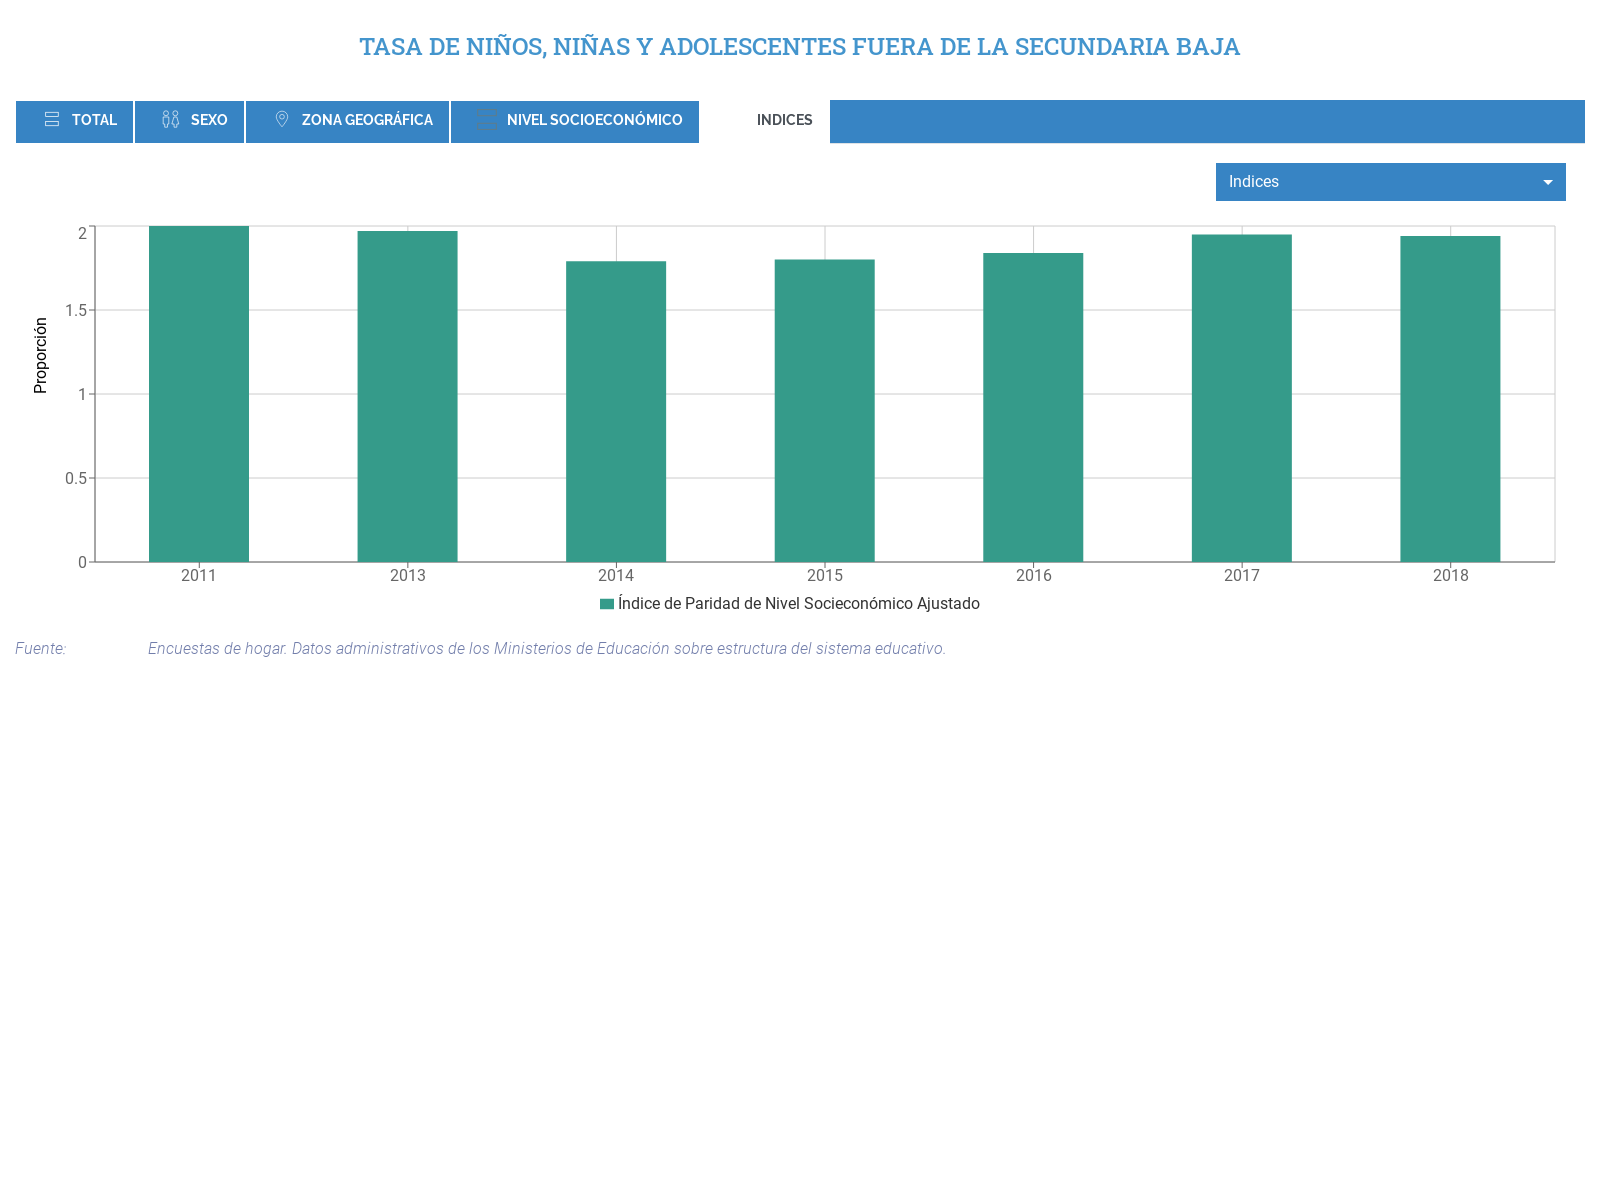 TASA DE NIÑOS, NIÑAS Y ADOLESCENTES FUERA DE LA SECUNDARIA BAJA
TOTAL SEXO ZONA GEOGRÁFICA NIVEL SOCIOECONÓMICO INDICES
Indices
Proporción
2
1.5
1
0.5
0
2011 2013 2014 2015 2016 2017 2018
Índice de Paridad de Nivel Socieconómico Ajustado
Fuente: Encuestas de hogar. Datos administrativos de los Ministerios de Educación sobre estructura del sistema educativo.